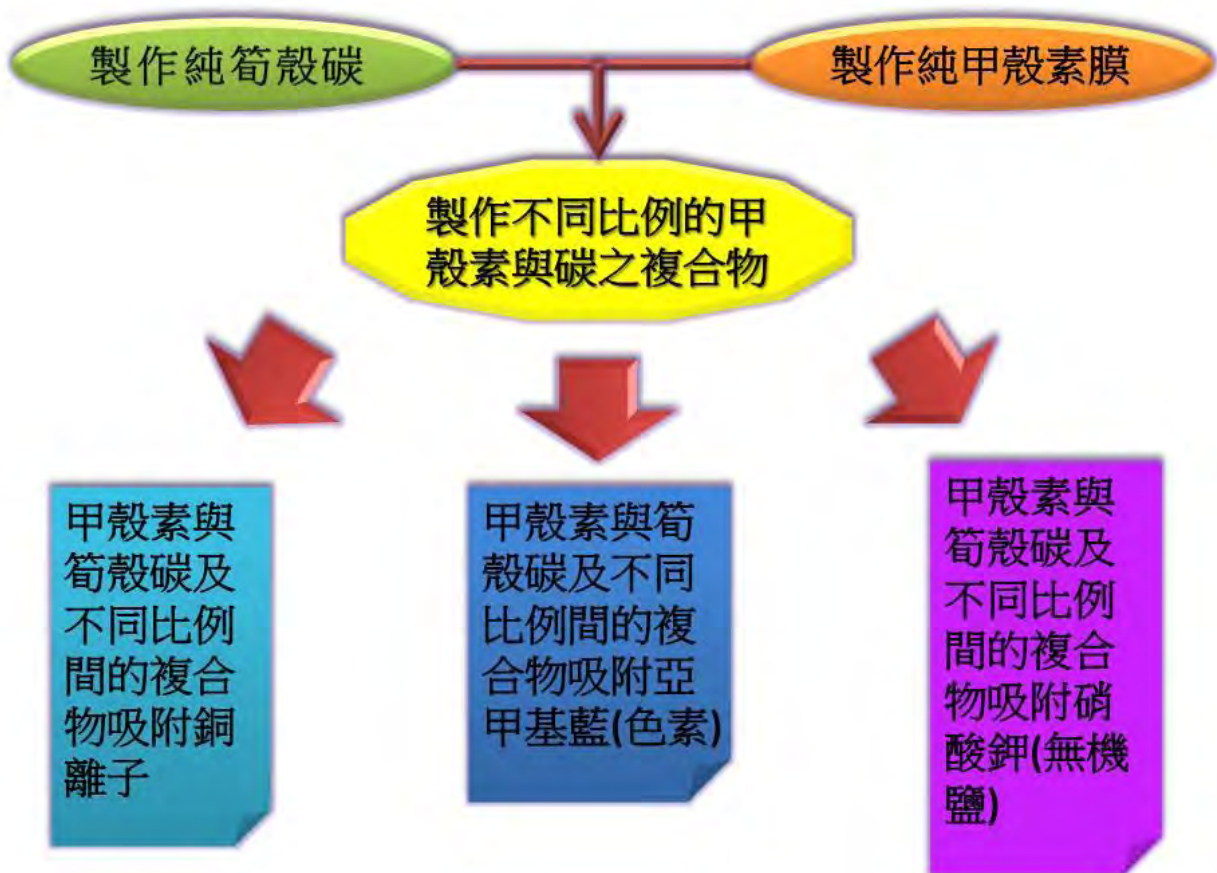 製作純筍殼碳
製作純甲殼素膜
製作不同比例的甲
殼素與碳之複合物
甲殼素與
筍殼碳及
不同比例
間的複合
物吸附銅
離子
甲殼素與筍
殼碳及不同
比例間的複
合物吸附亞
甲基藍(色素)
甲殼素與
筍殼碳及
不同比例
間的複合
物吸附硝
酸鉀(無機
鹽)